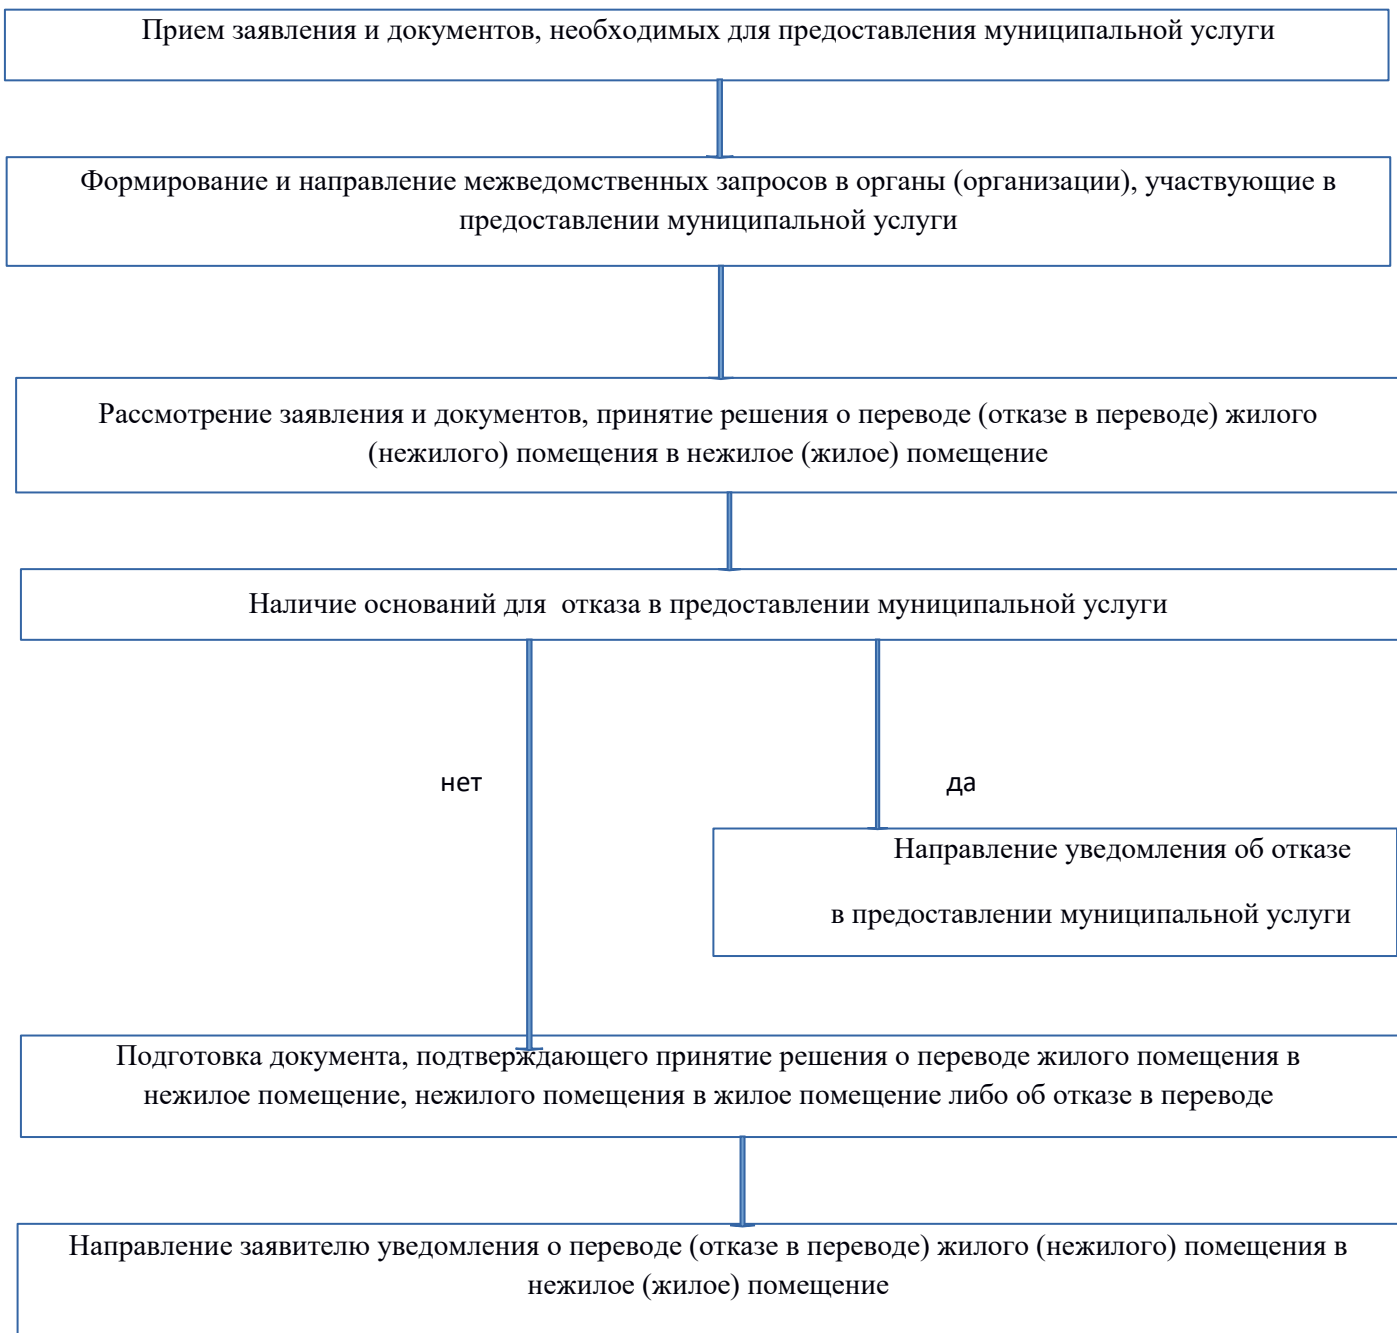 Прием заявления и документов, необходимых для предоставления муниципальной услуги
Формирование и направление межведомственных запросов в органы (организации), участвующие в
предоставлении муниципальной услуги
Рассмотрение заявления и документов, принятие решения о переводе (отказе в переводе) жилого
(нежилого) помещения в нежилое (жилое) помещение
Наличие оснований для  отказа в предоставлении муниципальной услуги
нет
да
Направление уведомления об отказе
в предоставлении муниципальной услуги
Подготовка документа, подтверждающего принятие решения о переводе жилого помещения в
нежилое помещение, нежилого помещения в жилое помещение либо об отказе в переводе
Направление заявителю уведомления о переводе (отказе в переводе) жилого (нежилого) помещения в
нежилое (жилое) помещение